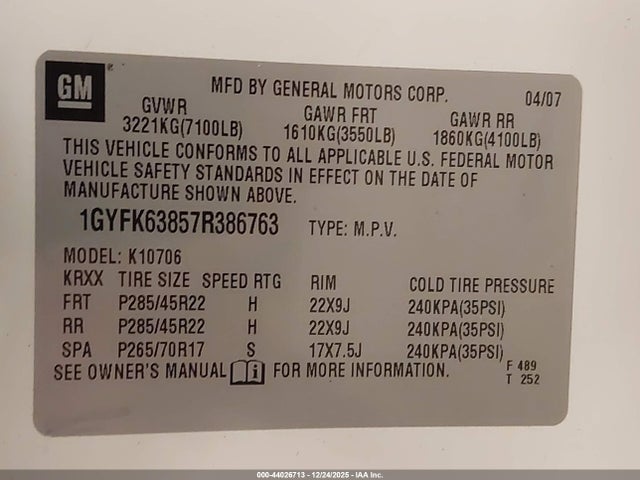 GM
MFD BY GENERAL MOTORS CORP. 04/07
GVWR GAWR FRT GAWR RR
3221KG(7100LB) 1610KG(3550LB) 1860KG(4100LB)
THIS VEHICLE CONFORMS TO ALL APPLICABLE U.S. FEDERAL MOTOR
VEHICLE SAFETY STANDARDS IN EFFECT ON THE DATE OF
MANUFACTURE SHOWN ABOVE.
1GYFK63857R386763 TYPE: M.P.V.
MODEL: K10706
KRXX TIRE SIZE SPEED RTG RIM COLD TIRE PRESSURE
FRT P285/45R22 H 22X9J 240KPA(35PSI)
RR P285/45R22 H 22X9J 240KPA(35PSI)
SPA P265/70R17 S 17X7.5J 240KPA(35PSI)
SEE OWNER'S MANUAL i FOR MORE INFORMATION.
F 489
T 252
000-44026713 - 12/24/2025 - IAA Inc.